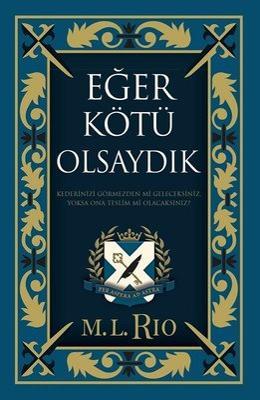 EĞER
KÖTÜ
OLSAYDIK
KEDERİNİZİ GÖRMEZDEN Mİ GELECEKSİNİZ,
YOKSA ONA TESLİM Mİ OLACAKSINIZ?
PER ASPERA AD ASTRA
M. L. RIO